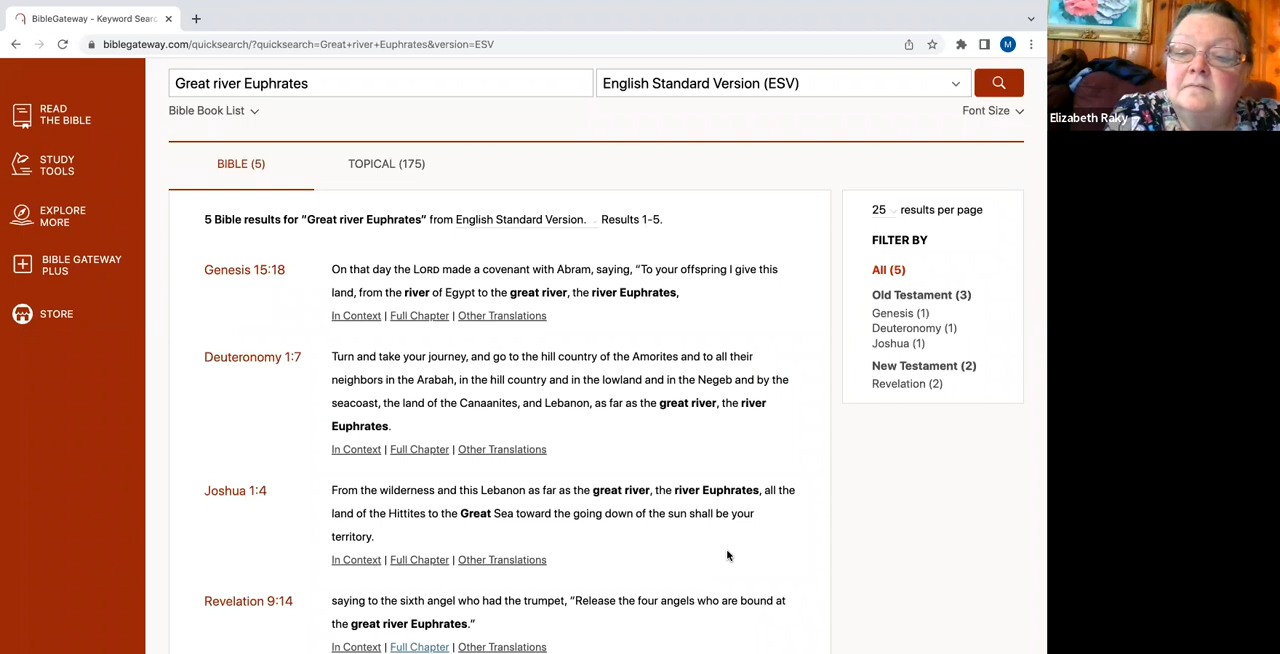 BibleGateway - Keyword Searc
biblegateway.com/quicksearch/?quicksearch=Great+river+Euphrates&version=ESV
M
READ
THE BIBLE
STUDY
TOOLS
EXPLORE
MORE
BIBLE GATEWAY
PLUS
STORE
Great river Euphrates
English Standard Version (ESV)
Bible Book List
Font Size
BIBLE (5)
TOPICAL (175)
5 Bible results for “Great river Euphrates” from English Standard Version. Results 1-5.
Genesis 15:18
On that day the LORD made a covenant with Abram, saying, “To your offspring I give this
land, from the river of Egypt to the great river, the river Euphrates,
In Context | Full Chapter | Other Translations
Deuteronomy 1:7
Turn and take your journey, and go to the hill country of the Amorites and to all their
neighbors in the Arabah, in the hill country and in the lowland and in the Negeb and by the
seacoast, the land of the Canaanites, and Lebanon, as far as the great river, the river
Euphrates.
In Context | Full Chapter | Other Translations
Joshua 1:4
From the wilderness and this Lebanon as far as the great river, the river Euphrates, all the
land of the Hittites to the Great Sea toward the going down of the sun shall be your
territory.
In Context | Full Chapter | Other Translations
Revelation 9:14
saying to the sixth angel who had the trumpet, “Release the four angels who are bound at
the great river Euphrates.”
In Context | Full Chapter | Other Translations
25 results per page
FILTER BY
All (5)
Old Testament (3)
Genesis (1)
Deuteronomy (1)
Joshua (1)
New Testament (2)
Revelation (2)
Elizabeth Raky